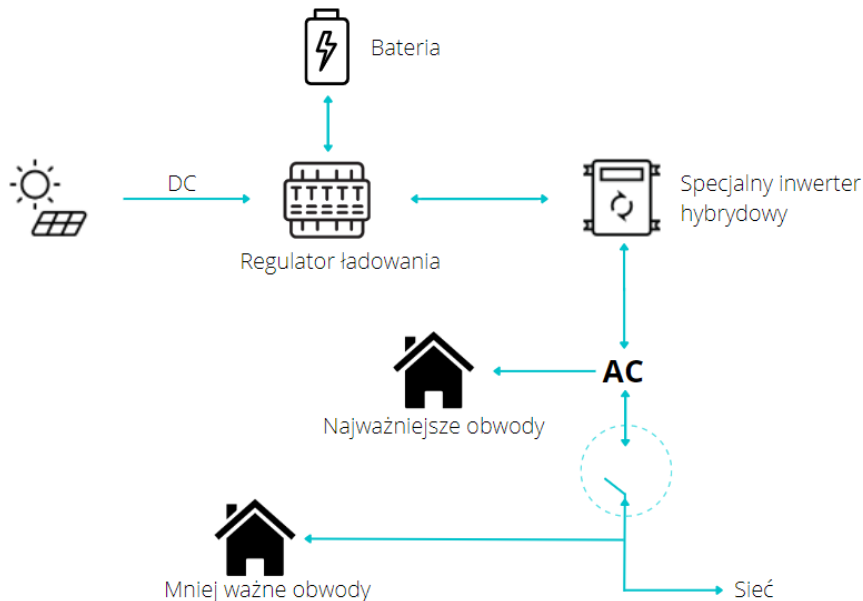 Bateria
DC
Specjalny inwerter
hybrydowy
Regulator ładowania
AC
Najważniejsze obwody
Mniej ważne obwody
Sieć